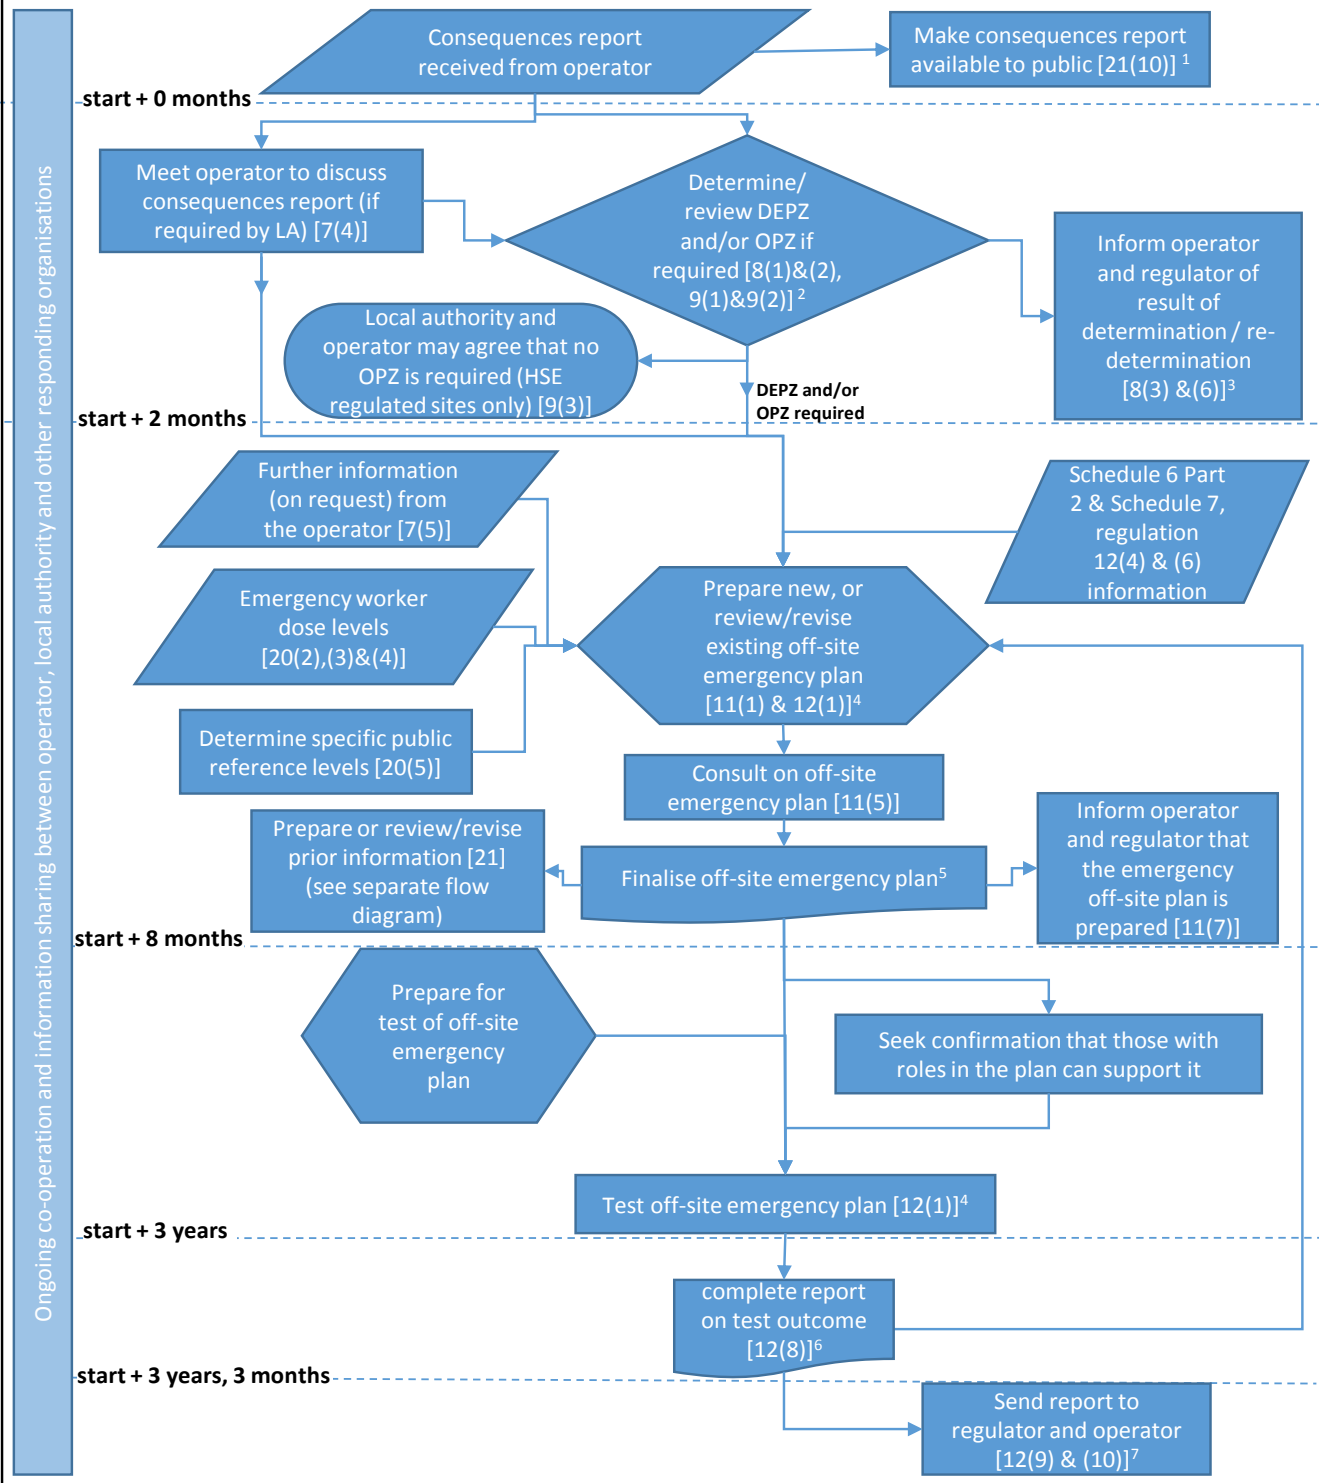 Ongoing co-operation and information sharing between operator, local authority and other responding organisations
Consequences report
received from operator
Make consequences report
available to public [21(10)] 1
start + 0 months
Meet operator to discuss
consequences report (if
required by LA) [7(4)]
Determine/
review DEPZ
and/or OPZ if
required [8(1)&(2),
9(1)&9(2)] 2
Inform operator
and regulator of
result of
determination / re-
determination
[8(3) &(6)]3
Local authority and
operator may agree that no
OPZ is required (HSE
regulated sites only) [9(3)]
DEPZ and/or
OPZ required
start + 2 months
Further information
(on request) from
the operator [7(5)]
Schedule 6 Part
2 & Schedule 7,
regulation
12(4) & (6)
information
Emergency worker
dose levels
[20(2),(3)&(4)]
Prepare new, or
review/revise
existing off-site
emergency plan
[11(1) & 12(1)]4
Determine specific public
reference levels [20(5)]
Consult on off-site
emergency plan [11(5)]
Prepare or review/revise
prior information [21]
(see separate flow
diagram)
Finalise off-site emergency plan5
Inform operator
and regulator that
the emergency
off-site plan is
prepared [11(7)]
start + 8 months
Prepare for
test of off-site
emergency
plan
Seek confirmation that those with
roles in the plan can support it
Test off-site emergency plan [12(1)]4
start + 3 years
complete report
on test outcome
[12(8)]6
start + 3 years, 3 months
Send report to
regulator and operator
[12(9) & (10)]7